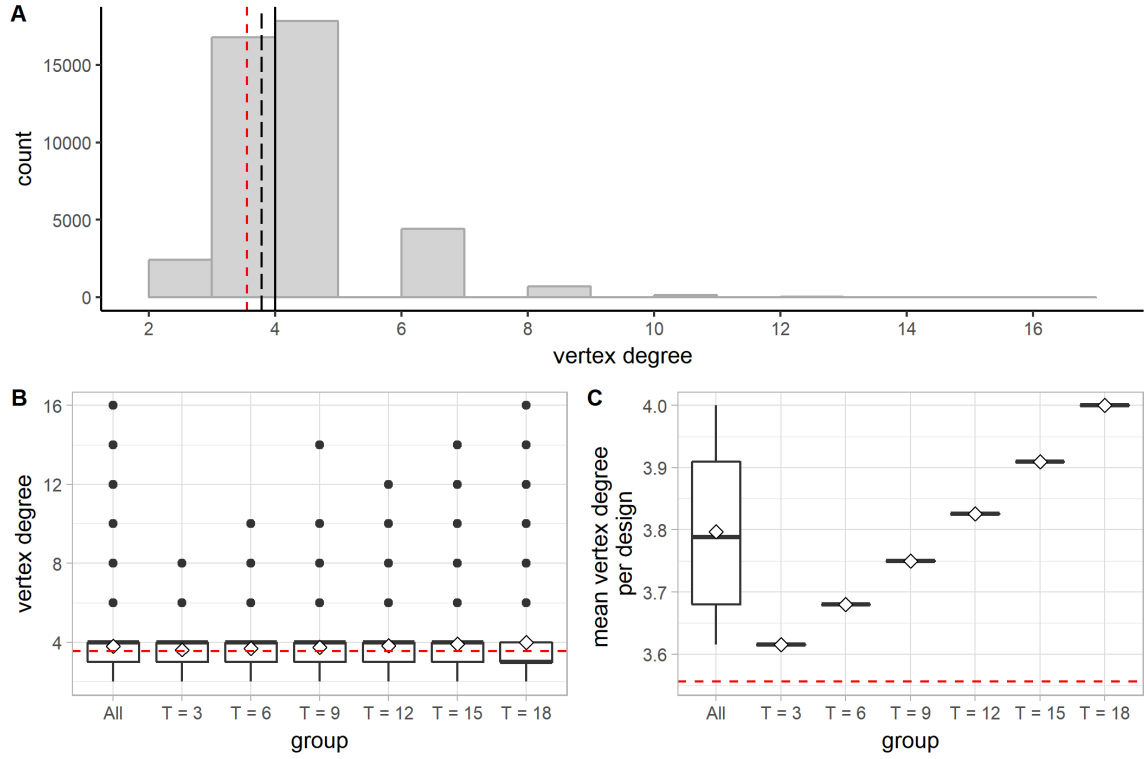 A
count
15000
10000
5000
0
2 4 6 8 10 12 14 16
vertex degree
B
vertex degree
16
12
8
4
All T = 3 T = 6 T = 9 T = 12 T = 15 T = 18
group
C
mean vertex degree
per design
4.0
3.9
3.8
3.7
3.6
All T = 3 T = 6 T = 9 T = 12 T = 15 T = 18
group